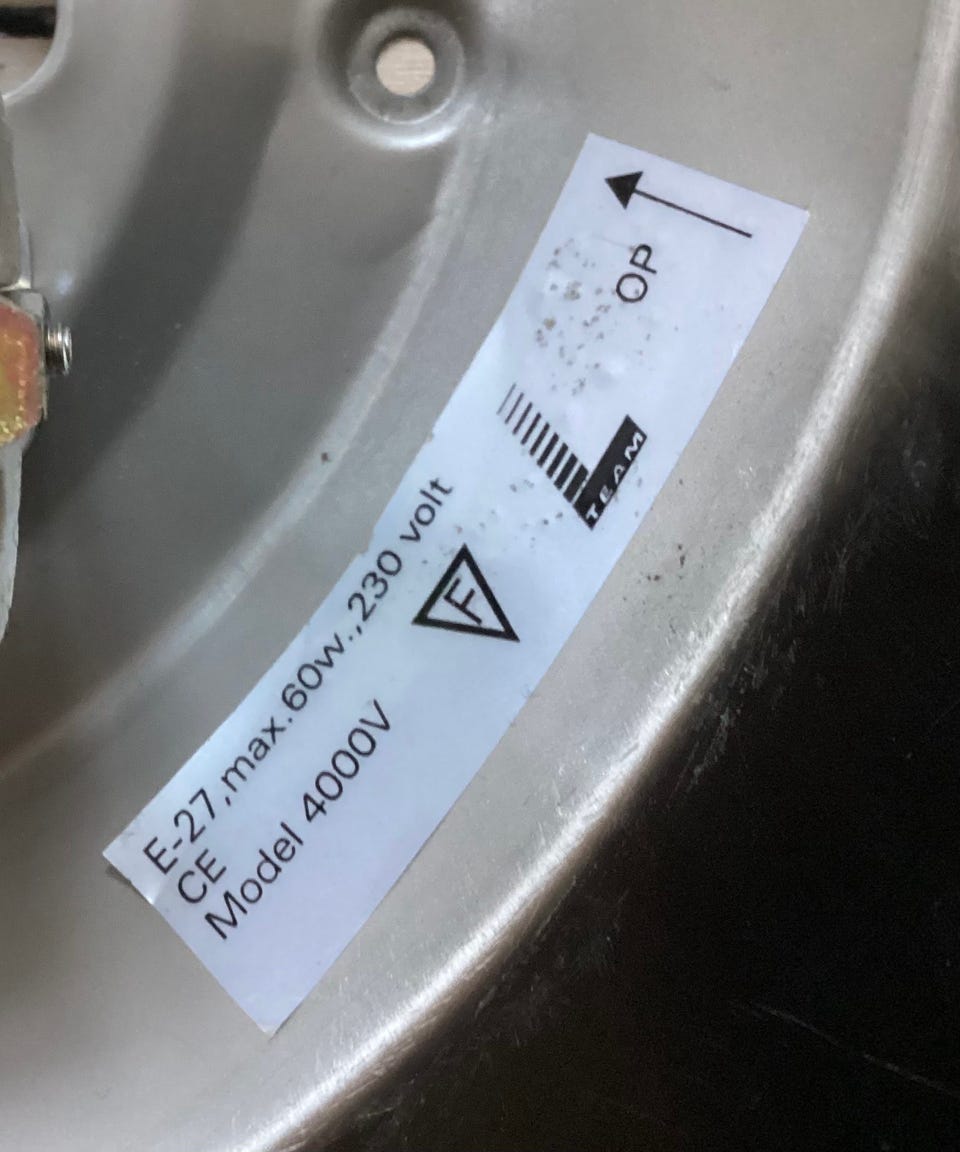 OP
L TEAM
E-27,max.60w.,230 volt
F
CE
Model 4000V